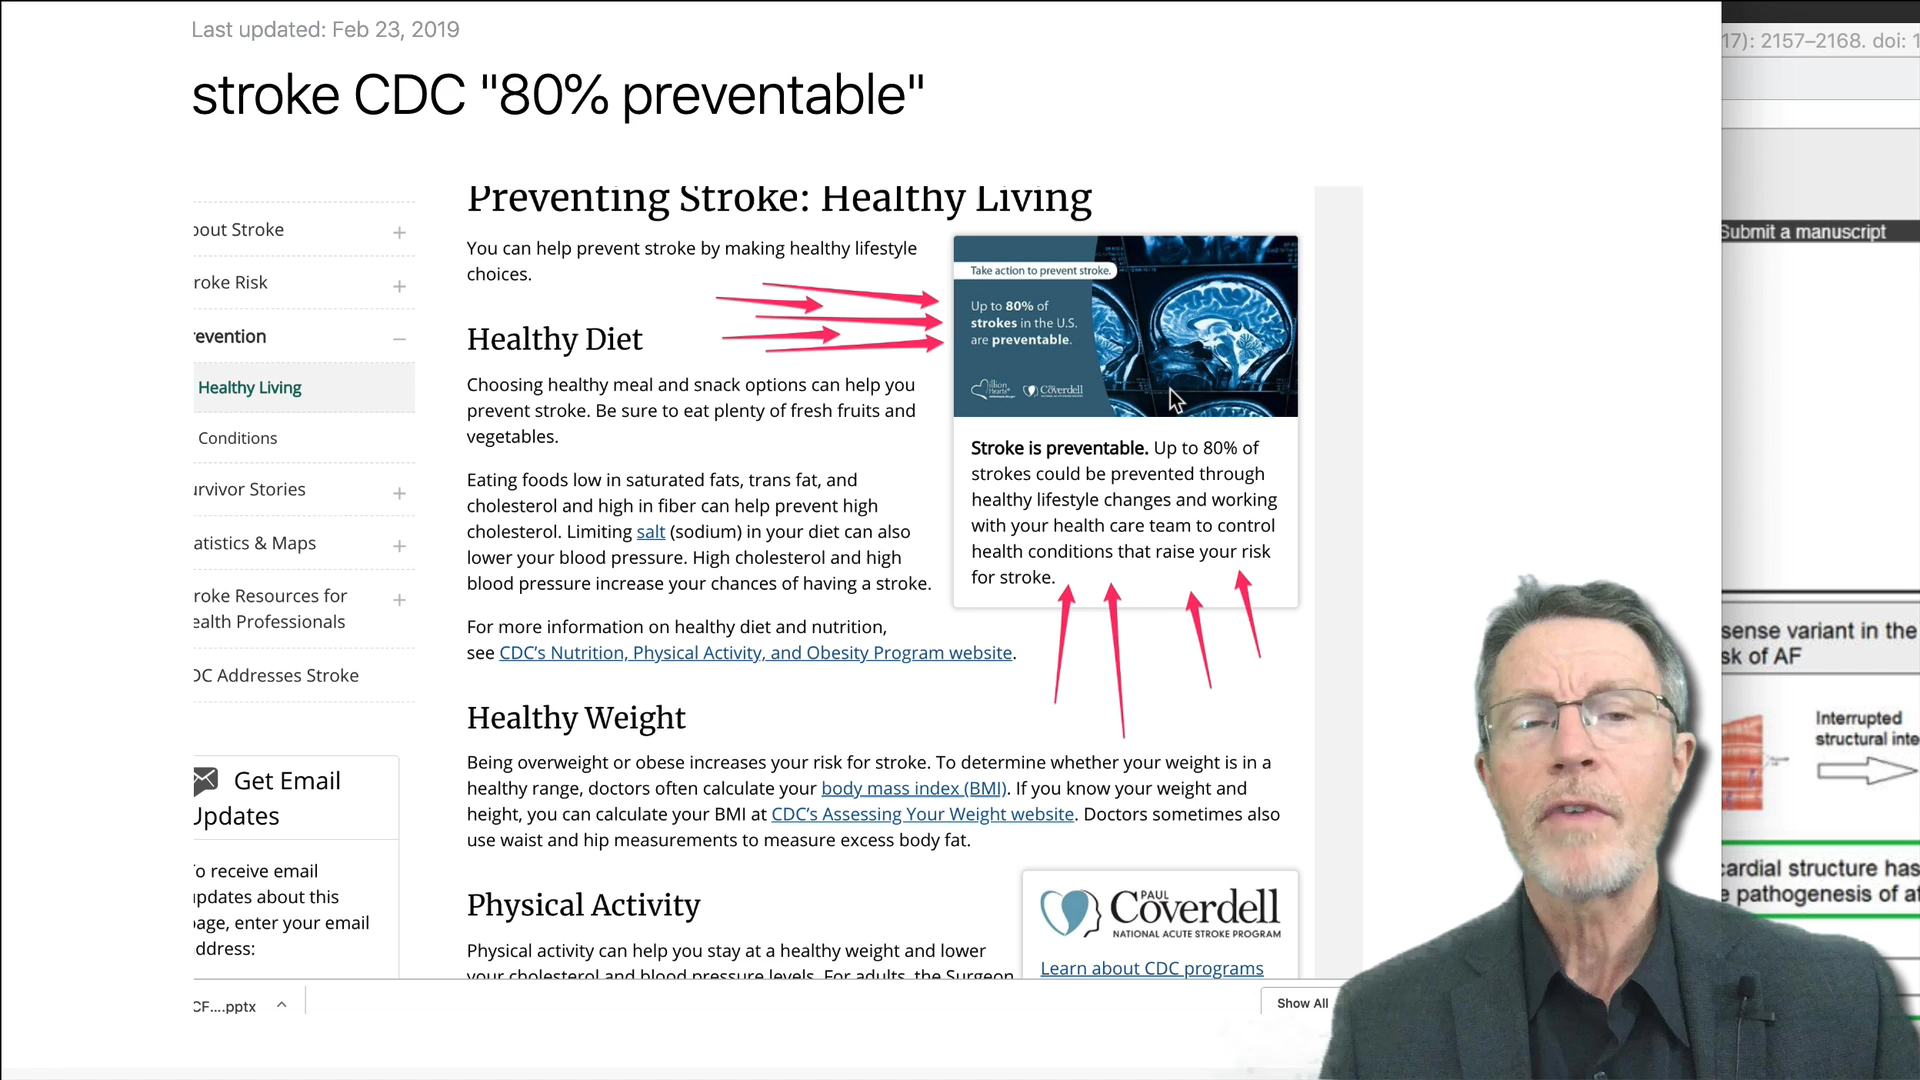 Last updated: Feb 23, 2019
stroke CDC "80% preventable"
17): 2157–2168. doi: 1
Submit a manuscript
sense variant in the
sk of AF
Interrupted
structural inte
cardial structure has
e pathogenesis of at
bout Stroke
roke Risk
revention
Healthy Living
Conditions
urvivor Stories
atistics & Maps
roke Resources for
ealth Professionals
DC Addresses Stroke
Get Email
Updates
To receive email
updates about this
page, enter your email
address:
Preventing Stroke: Healthy Living
You can help prevent stroke by making healthy lifestyle
choices.
Healthy Diet
Choosing healthy meal and snack options can help you
prevent stroke. Be sure to eat plenty of fresh fruits and
vegetables.
Eating foods low in saturated fats, trans fat, and
cholesterol and high in fiber can help prevent high
cholesterol. Limiting salt (sodium) in your diet can also
lower your blood pressure. High cholesterol and high
blood pressure increase your chances of having a stroke.
For more information on healthy diet and nutrition,
see CDC's Nutrition, Physical Activity, and Obesity Program website.
Take action to prevent stroke.
Up to 80% of
strokes in the U.S.
are preventable.
Million
Hearts
Coverdell
Stroke is preventable. Up to 80% of
strokes could be prevented through
healthy lifestyle changes and working
with your health care team to control
health conditions that raise your risk
for stroke.
Healthy Weight
Being overweight or obese increases your risk for stroke. To determine whether your weight is in a
healthy range, doctors often calculate your body mass index (BMI). If you know your weight and
height, you can calculate your BMI at CDC's Assessing Your Weight website. Doctors sometimes also
use waist and hip measurements to measure excess body fat.
Physical Activity
Physical activity can help you stay at a healthy weight and lower
your cholesterol and blood pressure levels. For adults, the Surgeon
PAUL
Coverdell
NATIONAL ACUTE STROKE PROGRAM
Learn about CDC programs
CF....pptx
Show All